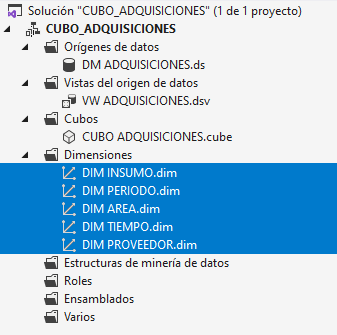 Solución "CUBO_ADQUISICIONES" (1 de 1 proyecto)
CUBO_ADQUISICIONES
Orígenes de datos
DM ADQUISICIONES.ds
Vistas del origen de datos
VW ADQUISICIONES.dsv
Cubos
CUBO ADQUISICIONES.cube
Dimensiones
DIM INSUMO.dim
DIM PERIODO.dim
DIM AREA.dim
DIM TIEMPO.dim
DIM PROVEEDOR.dim
Estructuras de minería de datos
Roles
Ensamblados
Varios